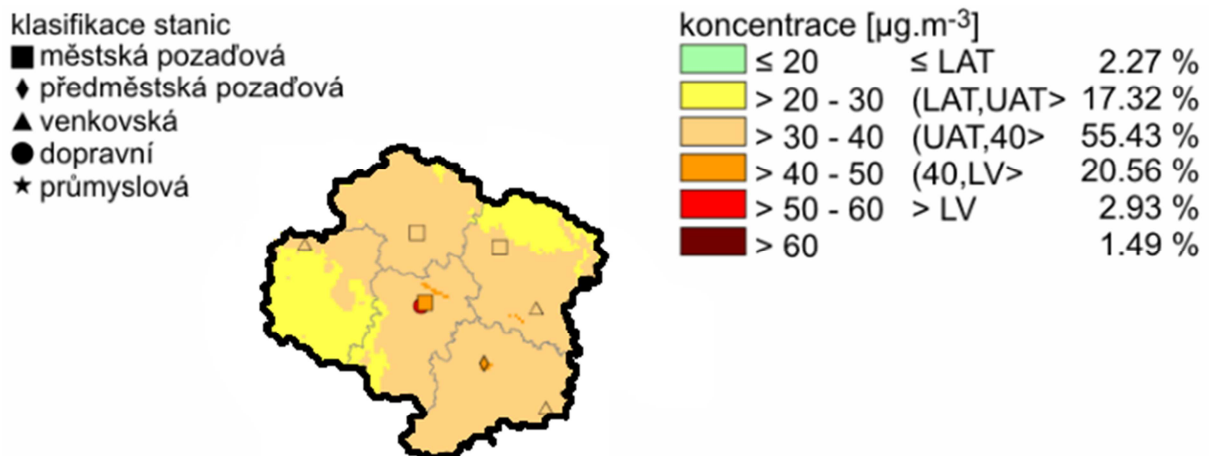 klasifikace stanic
městská pozaďová
předměstská pozaďová
venkovská
dopravní
průmyslová
koncentrace [µg.m-3]
≤ 20 ≤ LAT 2.27 %
> 20 - 30 (LAT,UAT> 17.32 %
> 30 - 40 (UAT,40> 55.43 %
> 40 - 50 (40,LV> 20.56 %
> 50 - 60 > LV 2.93 %
> 60 1.49 %